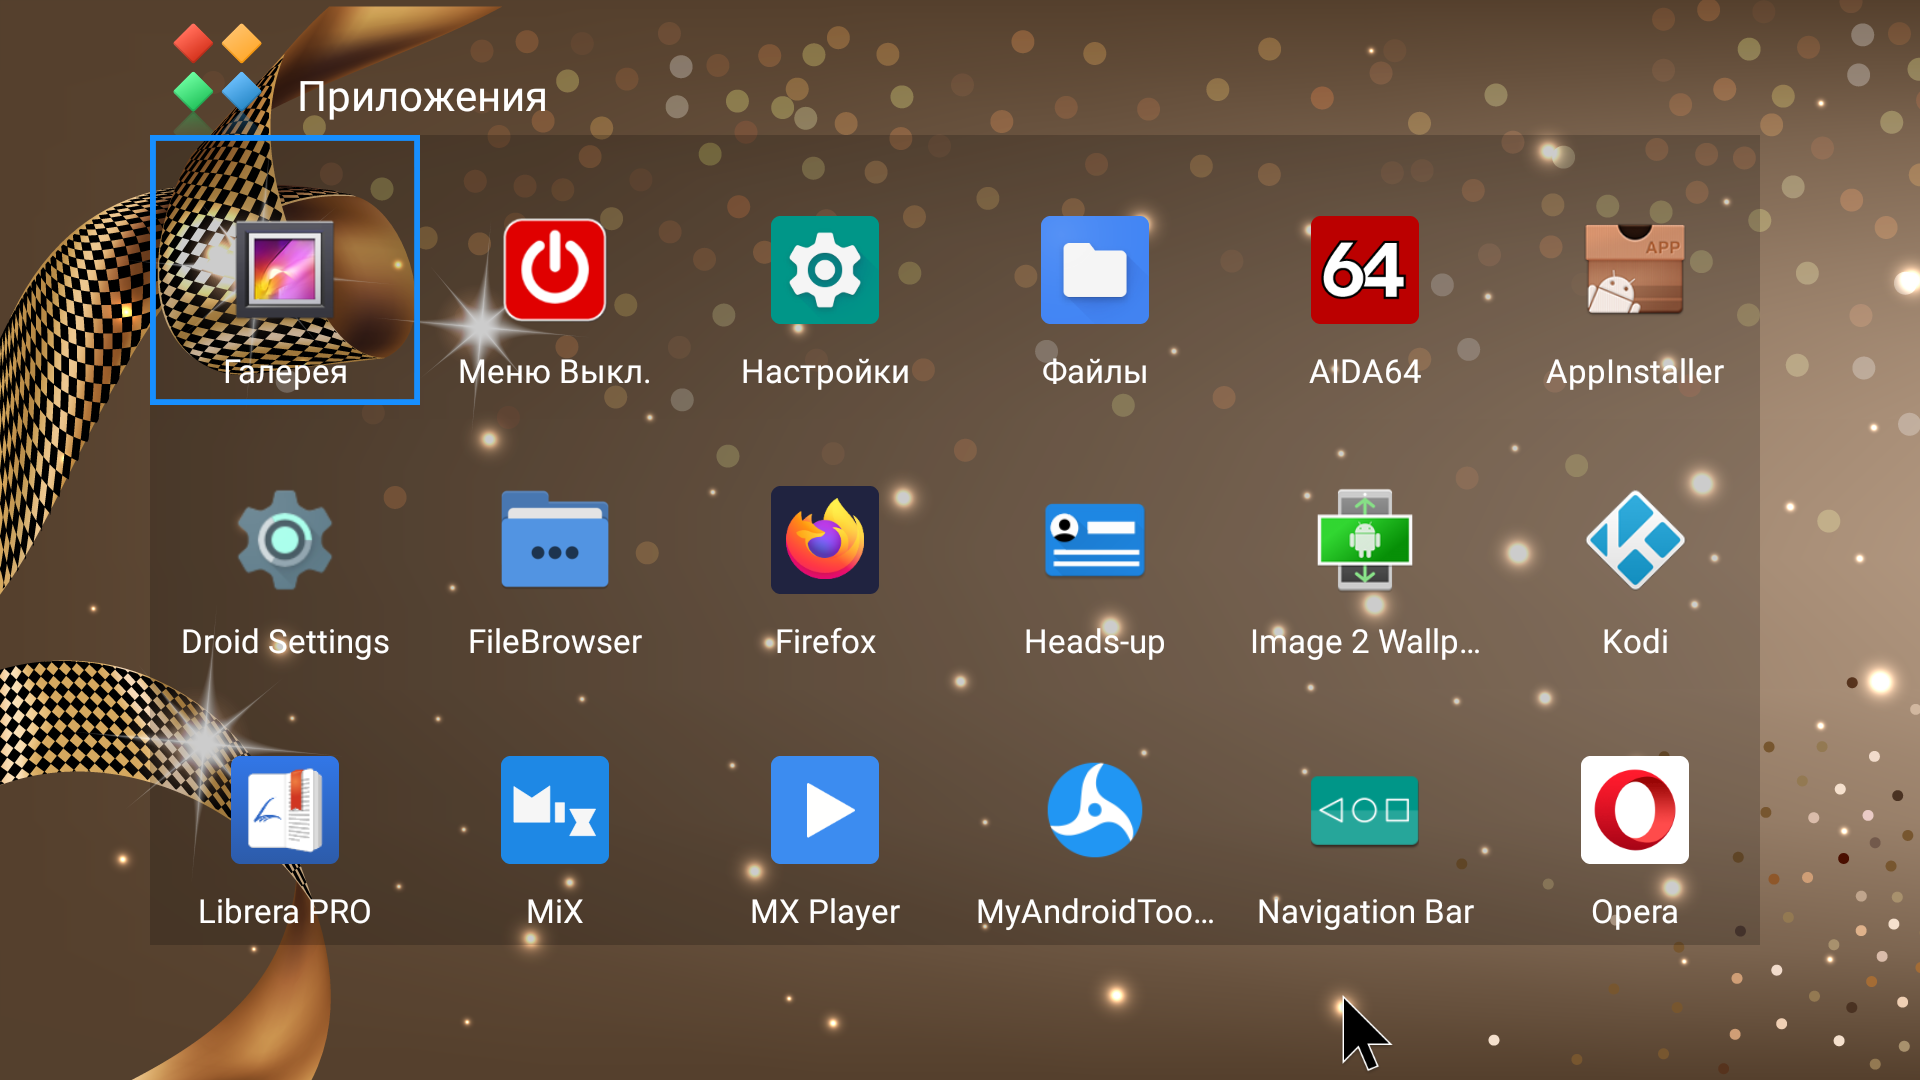 Приложения
Галерея
Меню Выкл.
Настройки
Файлы
64
AIDA64
APP
AppInstaller
Droid Settings
FileBrowser
Firefox
Heads-up
Image 2 Wallp...
Kodi
Librera PRO
MiX
MX Player
MyAndroidToo...
Navigation Bar
Opera